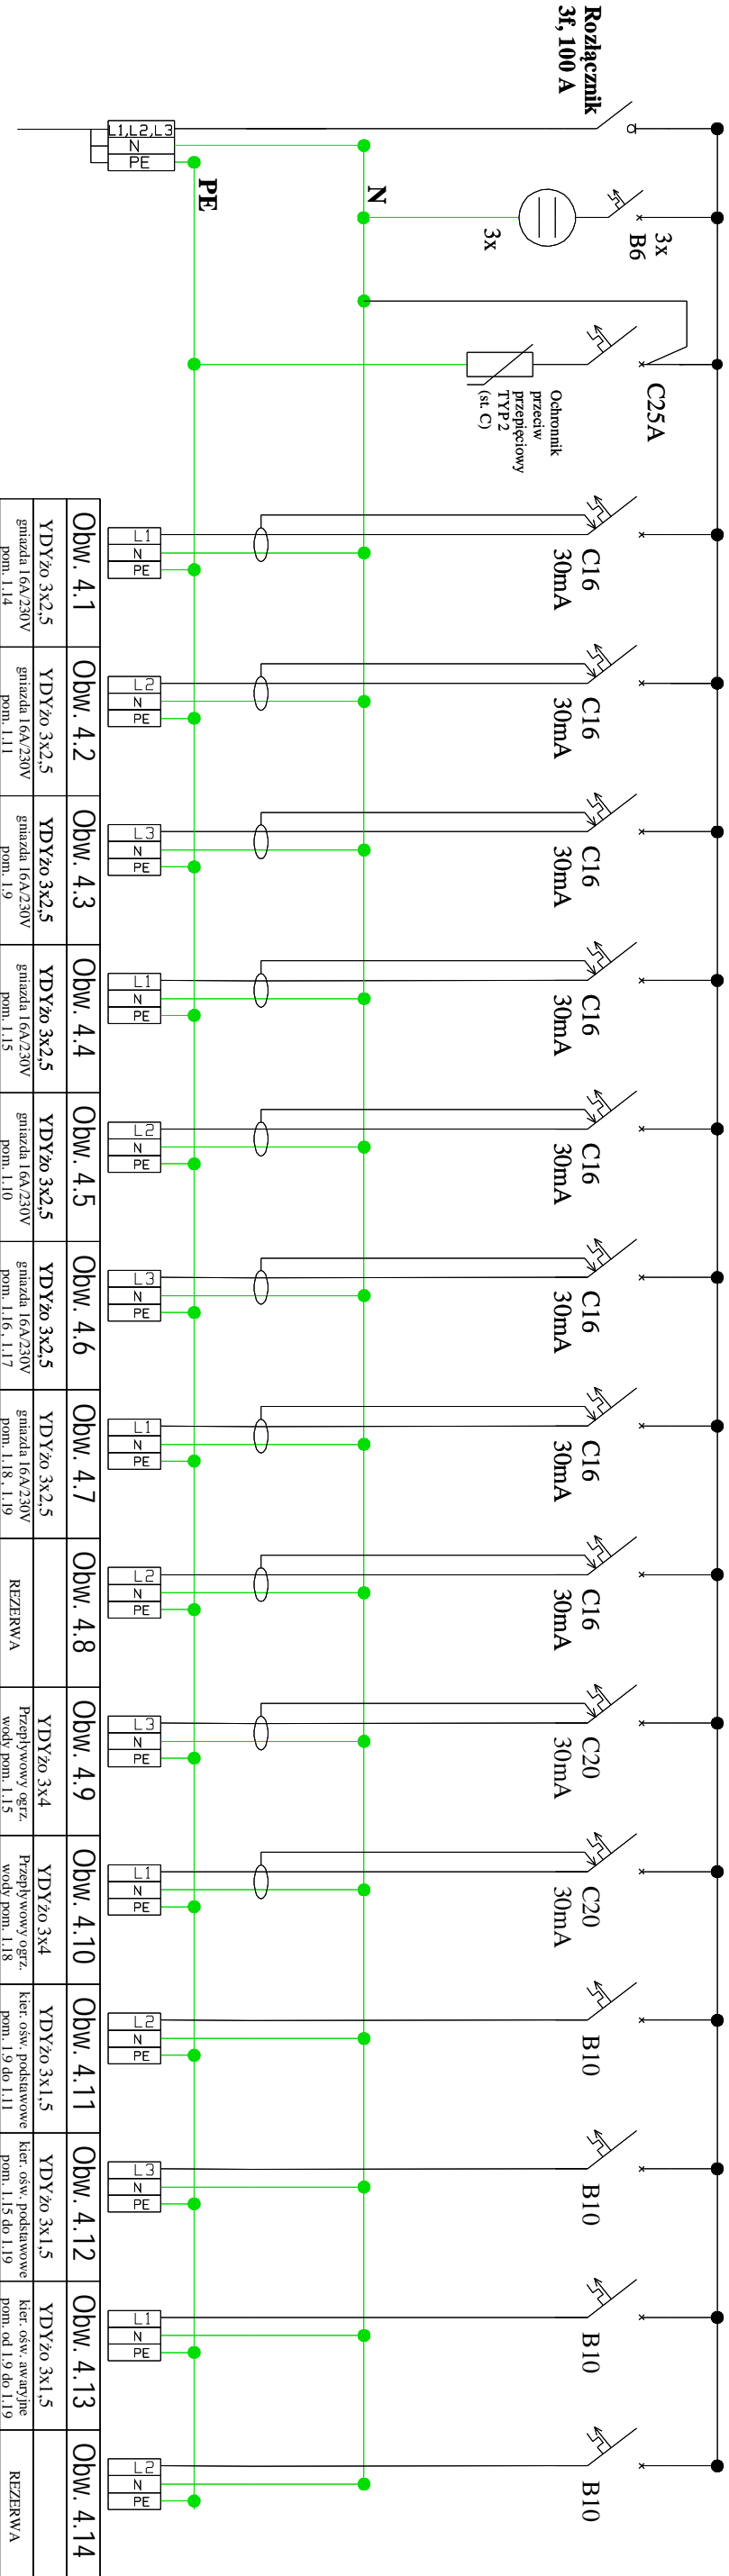 Rozłącznik
3f, 100 A
L1,L2,L3
N
PE
PE
N
3x
B6
3x
C25A
Ochronnik
przeciw
przepięciowy
TYP 2
(st. C)
C16
30mA
L1
N
PE
Obw. 4.1
YDYżo 3x2,5
gniazda 16A/230V
pom. 1.14
C16
30mA
L2
N
PE
Obw. 4.2
YDYżo 3x2,5
gniazda 16A/230V
pom. 1.11
C16
30mA
L3
N
PE
Obw. 4.3
YDYżo 3x2,5
gniazda 16A/230V
pom. 1.9
C16
30mA
L1
N
PE
Obw. 4.4
YDYżo 3x2,5
gniazda 16A/230V
pom. 1.15
C16
30mA
L2
N
PE
Obw. 4.5
YDYżo 3x2,5
gniazda 16A/230V
pom. 1.10
C16
30mA
L3
N
PE
Obw. 4.6
YDYżo 3x2,5
gniazda 16A/230V
pom. 1.16 , 1.17
C16
30mA
L1
N
PE
Obw. 4.7
YDYżo 3x2,5
gniazda 16A/230V
pom. 1.18 , 1.19
C16
30mA
L2
N
PE
Obw. 4.8
REZERWA
C20
30mA
L3
N
PE
Obw. 4.9
YDYżo 3x4
Przepływowy ogrz.
wody pom. 1.15
C20
30mA
L1
N
PE
Obw. 4.10
YDYżo 3x4
Przepływowy ogrz.
wody pom. 1.18
B10
L2
N
PE
Obw. 4.11
YDYżo 3x1,5
kier. ośw. podstawowe
pom. 1.9 do 1.11
B10
L3
N
PE
Obw. 4.12
YDYżo 3x1,5
kier. ośw. podstawowe
pom. 1.15 do 1.19
B10
L1
N
PE
Obw. 4.13
YDYżo 3x1,5
kier. ośw. awaryjne
pom. od 1.9 do 1.19
B10
L2
N
PE
Obw. 4.14
REZERWA